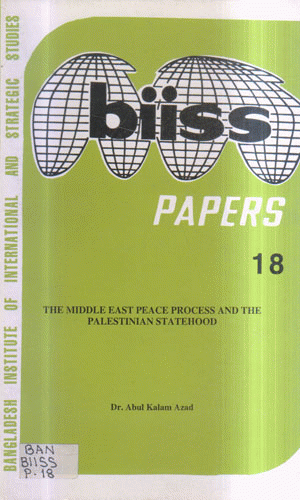 BANGLADESH INSTITUTE OF INTERNATIONAL AND STRATEGIC STUDIES
biiss
PAPERS
18
THE MIDDLE EAST PEACE PROCESS AND THE
PALESTINIAN STATEHOOD
Dr. Abul Kalam Azad
BAN
BIISS
P-18